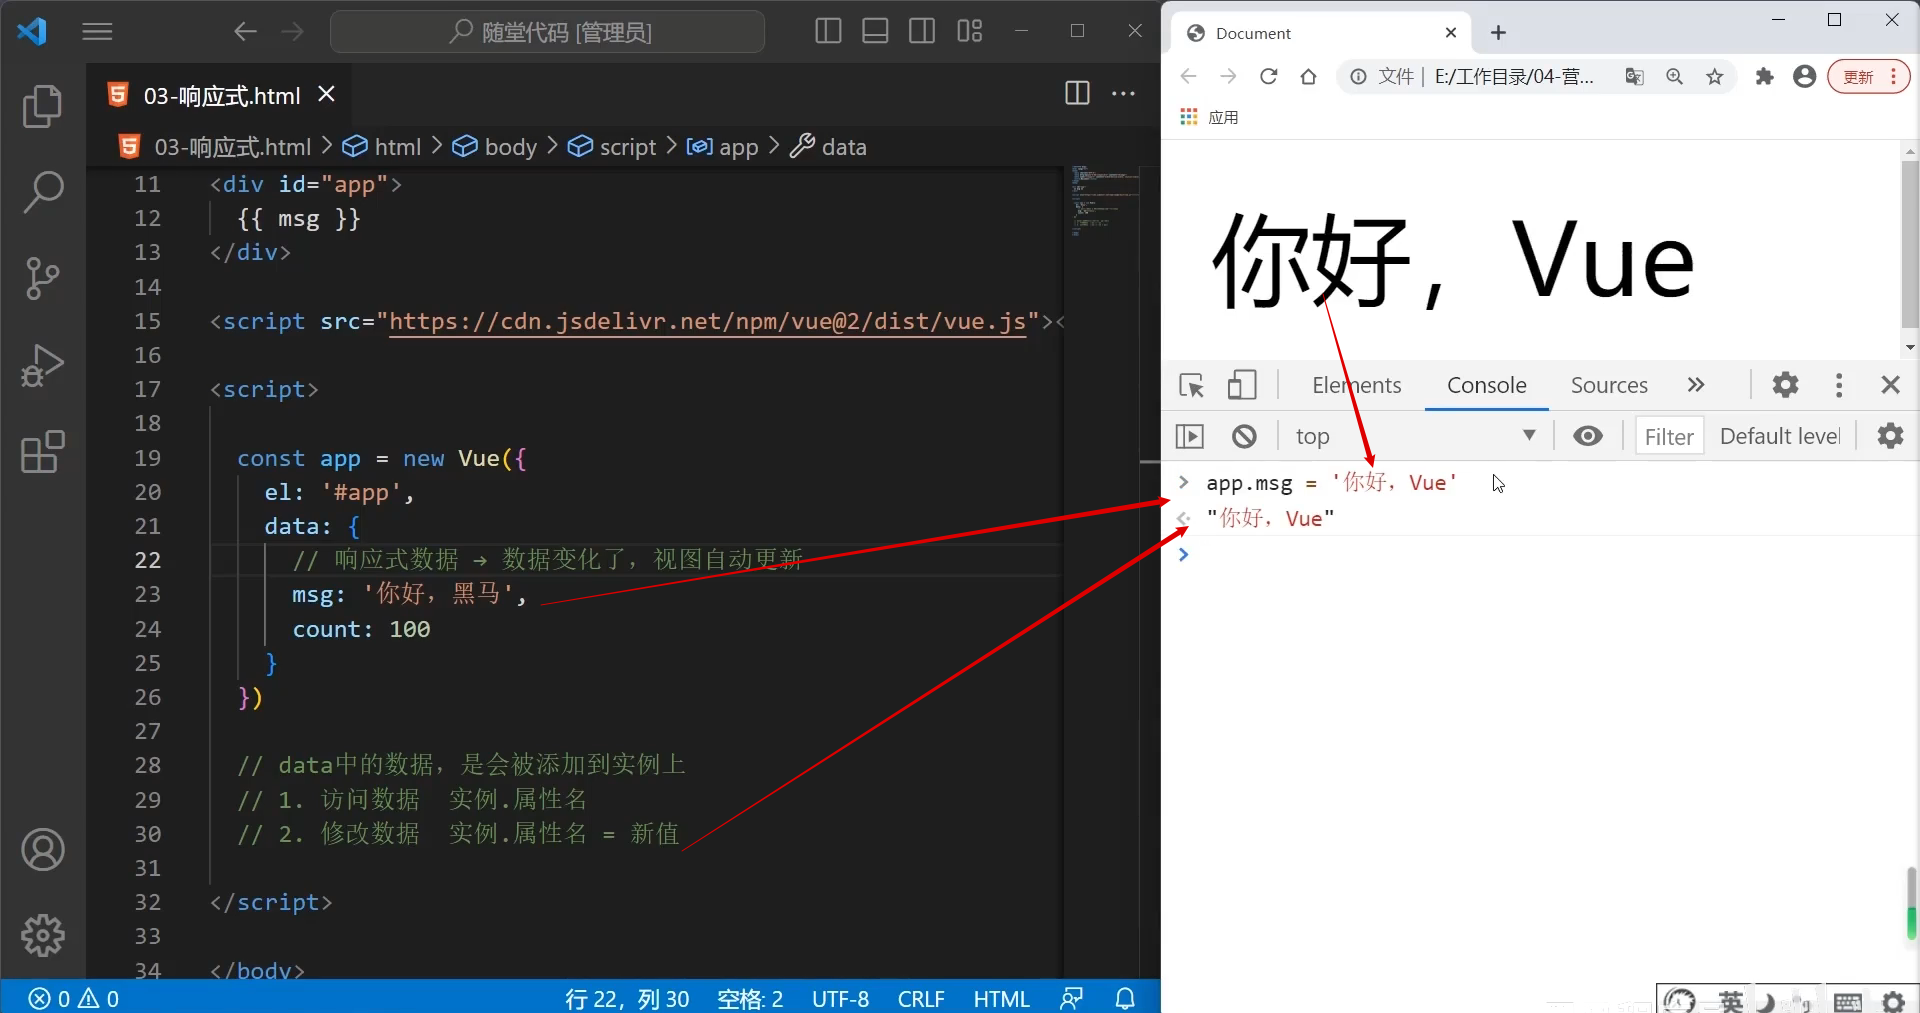 随堂代码 [管理员]
03-响应式.html
03-响应式.html > html > body > script > app > data
11 <div id="app">
12 {{ msg }}
13 </div>
14
15 <script src="https://cdn.jsdelivr.net/npm/vue@2/dist/vue.js"><
16
17 <script>
18
19 const app = new Vue({
20 el: '#app',
21 data: {
22 // 响应式数据 → 数据变化了，视图自动更新
23 msg: '你好，黑马',
24 count: 100
25 }
26 })
27
28 // data中的数据，是会被添加到实例上
29 // 1. 访问数据 实例.属性名
30 // 2. 修改数据 实例.属性名 = 新值
31
32 </script>
33
34 </body>
0 0 行 22，列 30 空格: 2 UTF-8 CRLF HTML
Document
文件 | E:/工作目录/04-营... 更新
应用
你好，Vue
Elements Console Sources
top Filter Default level
> app.msg = '你好，Vue'
"你好，Vue"
>
英